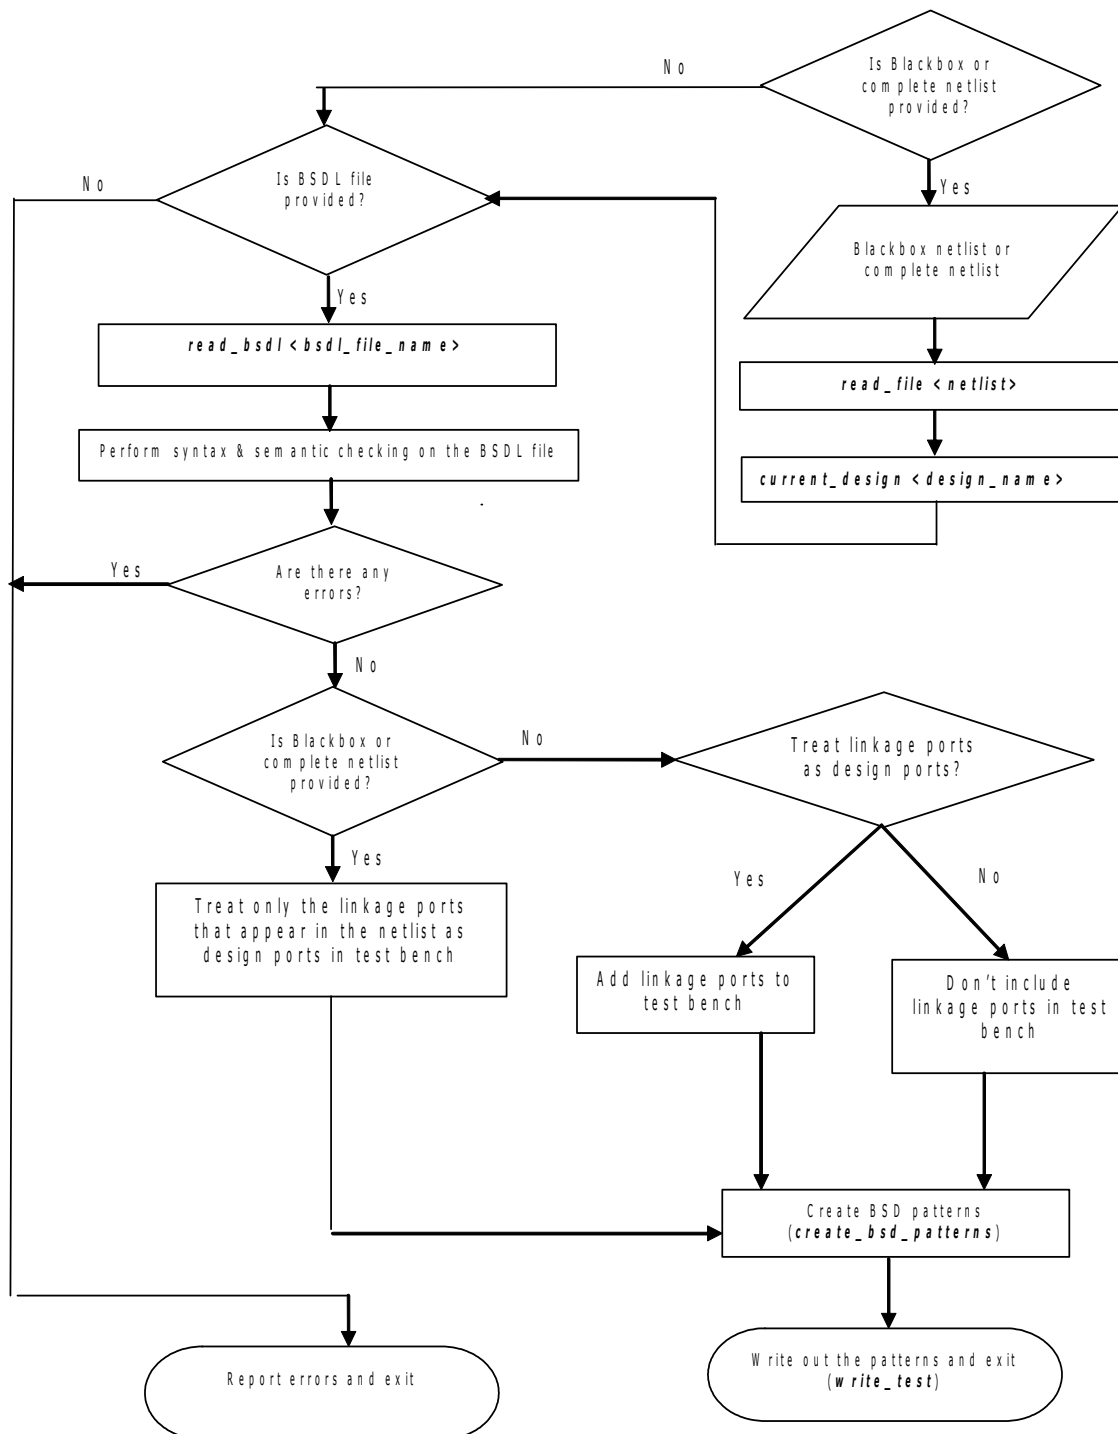 Is Blackbox or
complete netlist
provided?
No
Yes
Is BSDL file
provided?
No
Blackbox netlist or
complete netlist
Yes
read_bsdl <bsdl_file_name>
read_file <netlist>
Perform syntax & semantic checking on the BSDL file
current_design <design_name>
Are there any
errors?
Yes
No
Is Blackbox or
complete netlist
provided?
No
Treat linkage ports
as design ports?
Yes
Yes
No
Treat only the linkage ports
that appear in the netlist as
design ports in test bench
Add linkage ports to
test bench
Don't include
linkage ports in test
bench
Create BSD patterns
(create_bsd_patterns)
Write out the patterns and exit
(write_test)
Report errors and exit